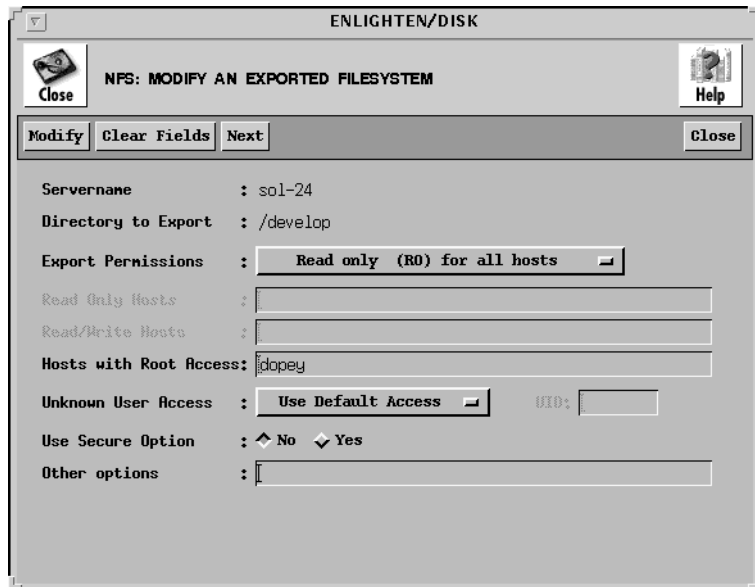 ENLIGHTEN/DISK
Close
NFS: MODIFY AN EXPORTED FILESYSTEM
Help
Modify Clear Fields Next Close
Servername : sol-24
Directory to Export : /develop
Export Permissions : Read only (RO) for all hosts
Read Only Hosts :
Read/Write Hosts :
Hosts with Root Access: dopey
Unknown User Access : Use Default Access UID:
Use Secure Option : No Yes
Other options :